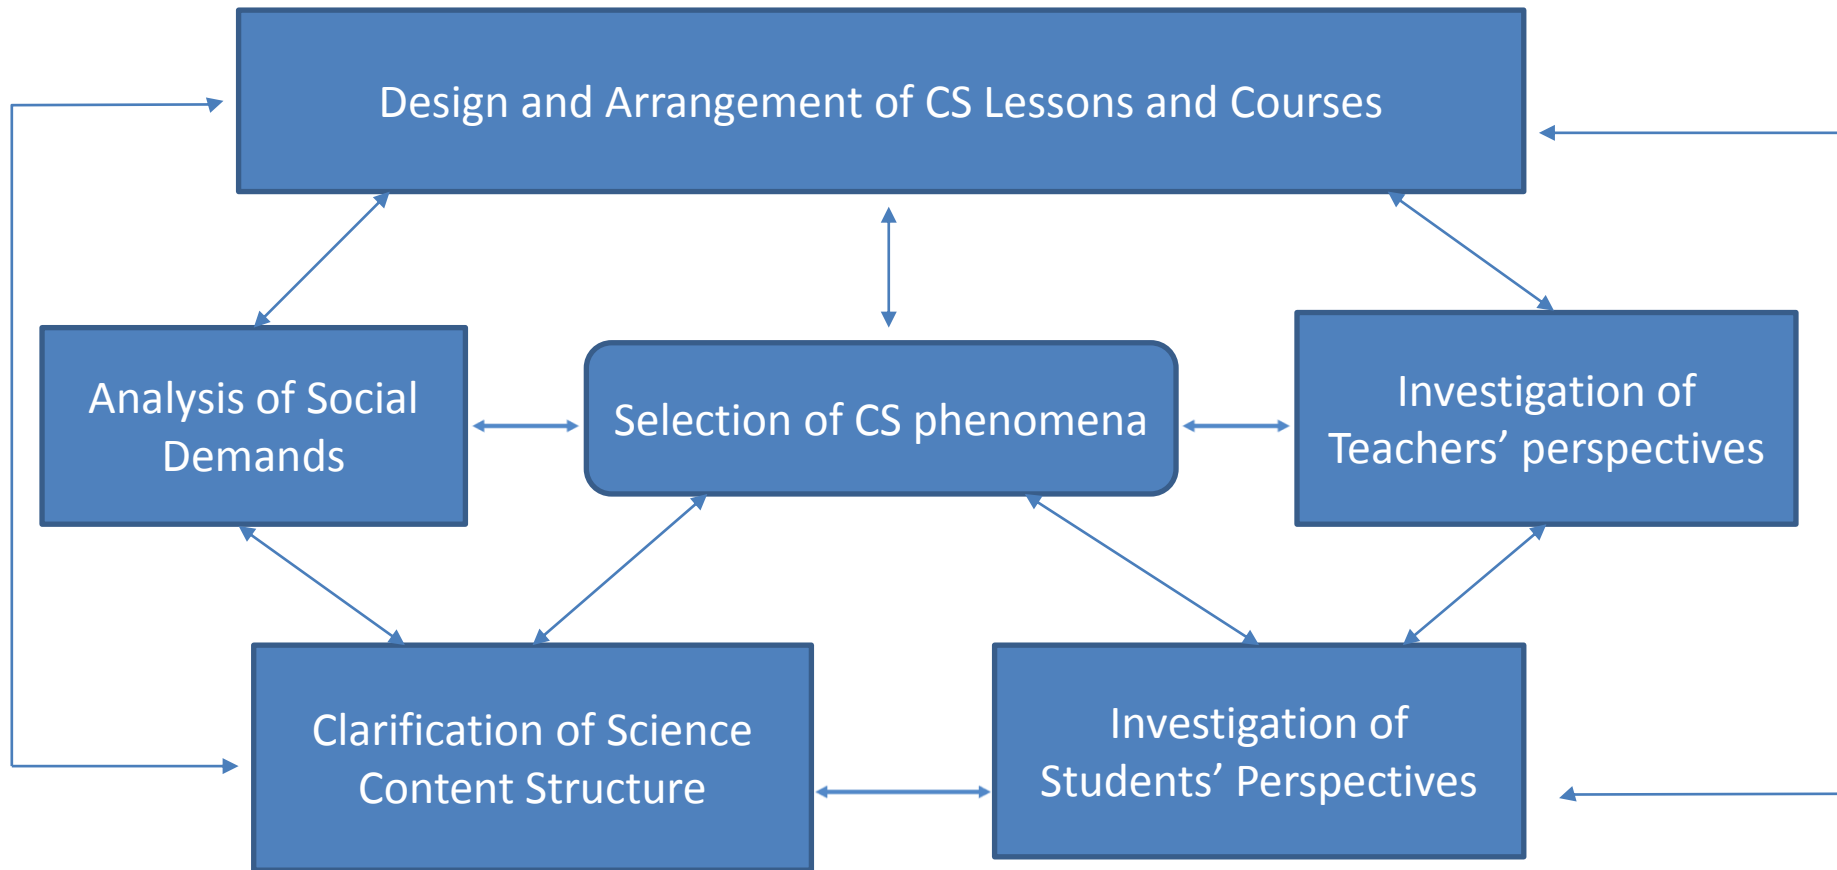 Design and Arrangement of CS Lessons and Courses
Analysis of Social
Demands
Selection of CS phenomena
Investigation of
Teachers’ perspectives
Clarification of Science
Content Structure
Investigation of
Students’ Perspectives